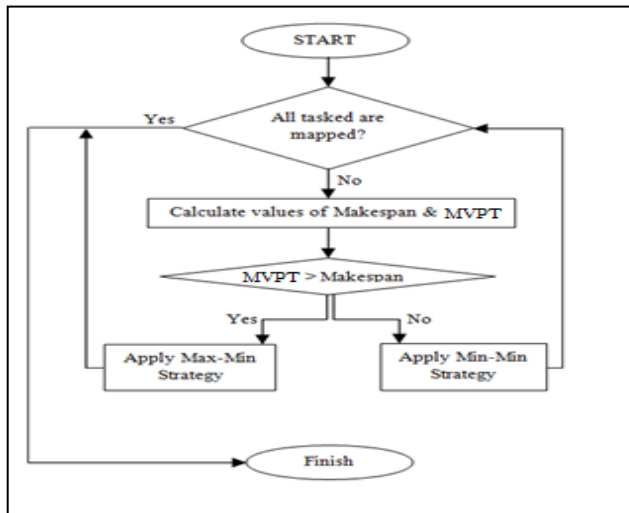 START
All tasked are
mapped?
Yes
No
Calculate values of Makespan & MVPT
MVPT > Makespan
Yes
No
Apply Max-Min
Strategy
Apply Min-Min
Strategy
Finish